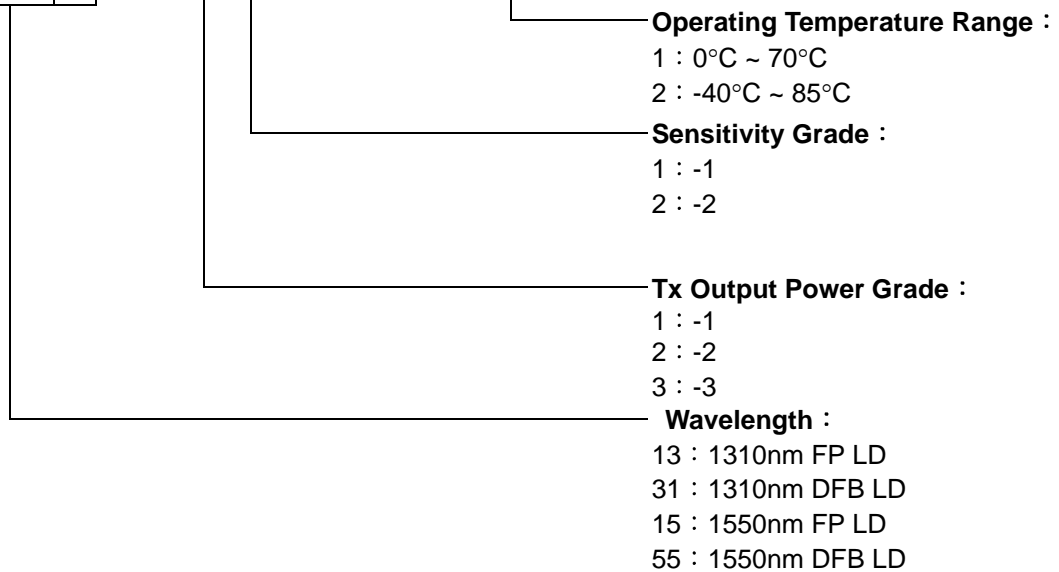 Operating Temperature Range：
1：0°C ~ 70°C
2：-40°C ~ 85°C
Sensitivity Grade：
1：-1
2：-2
Tx Output Power Grade：
1：-1
2：-2
3：-3
Wavelength：
13：1310nm FP LD
31：1310nm DFB LD
15：1550nm FP LD
55：1550nm DFB LD